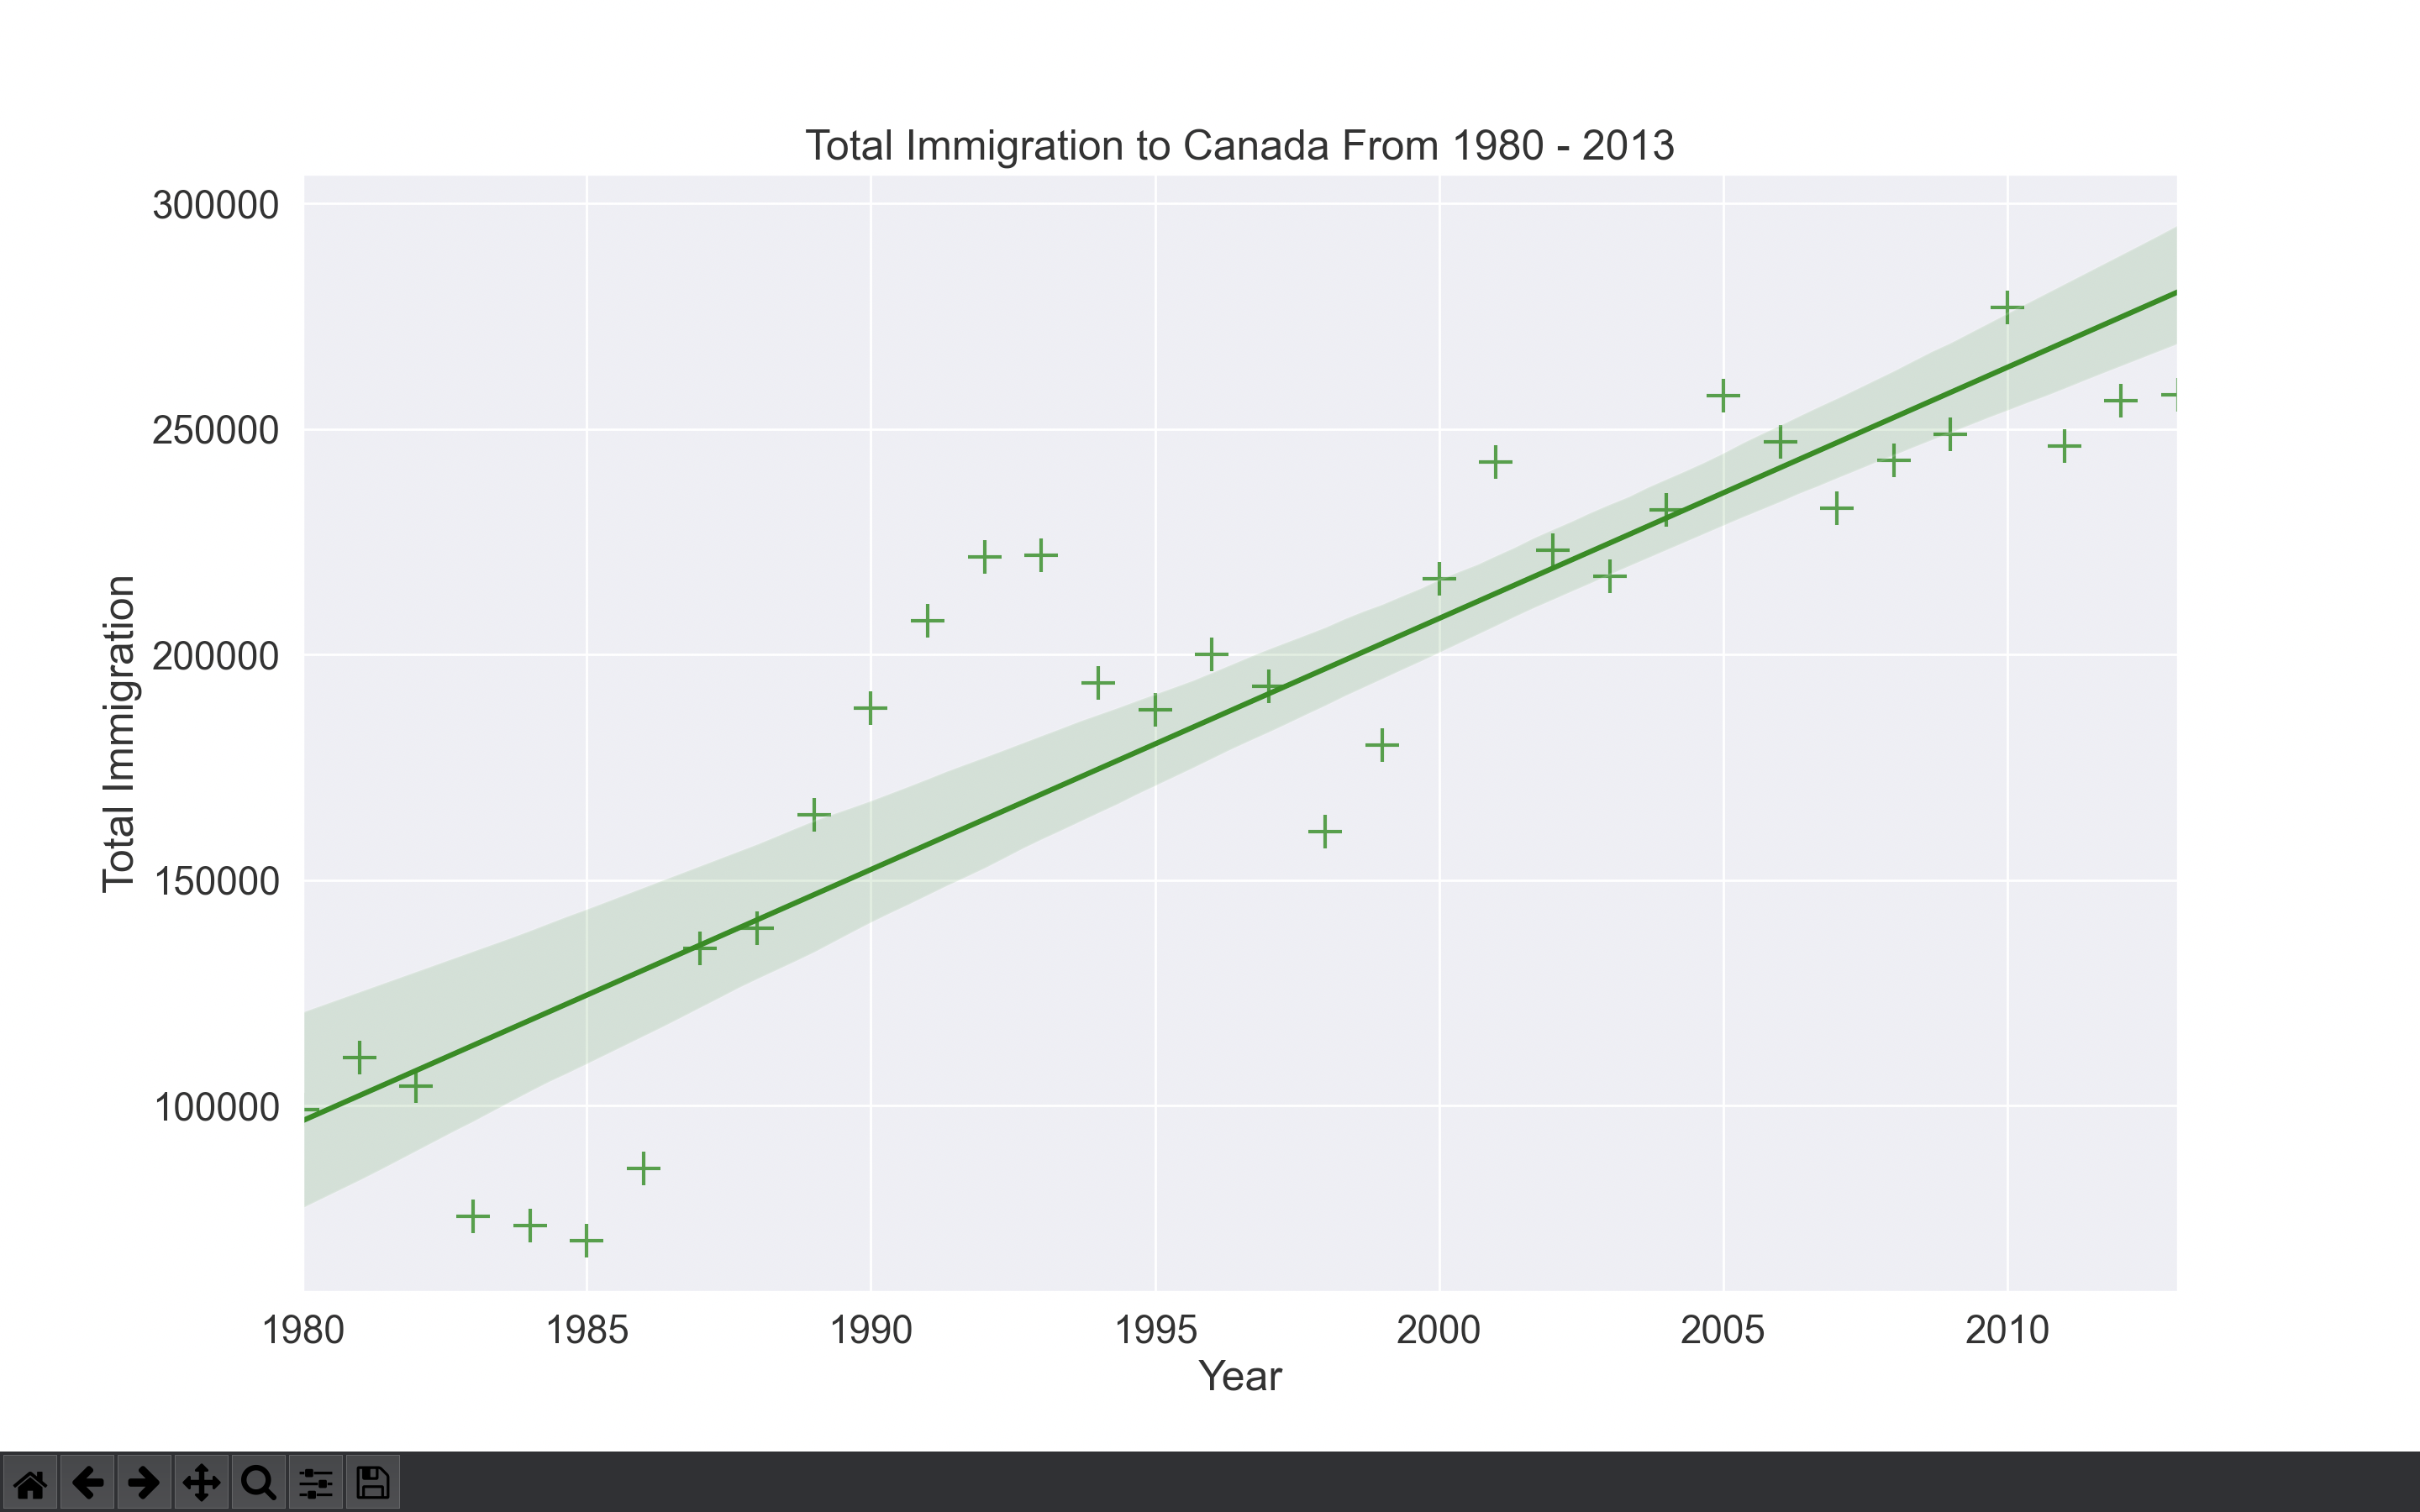 Total Immigration to Canada From 1980 - 2013
300000
250000
200000
150000
100000
Total Immigration
1980 1985 1990 1995 2000 2005 2010
Year